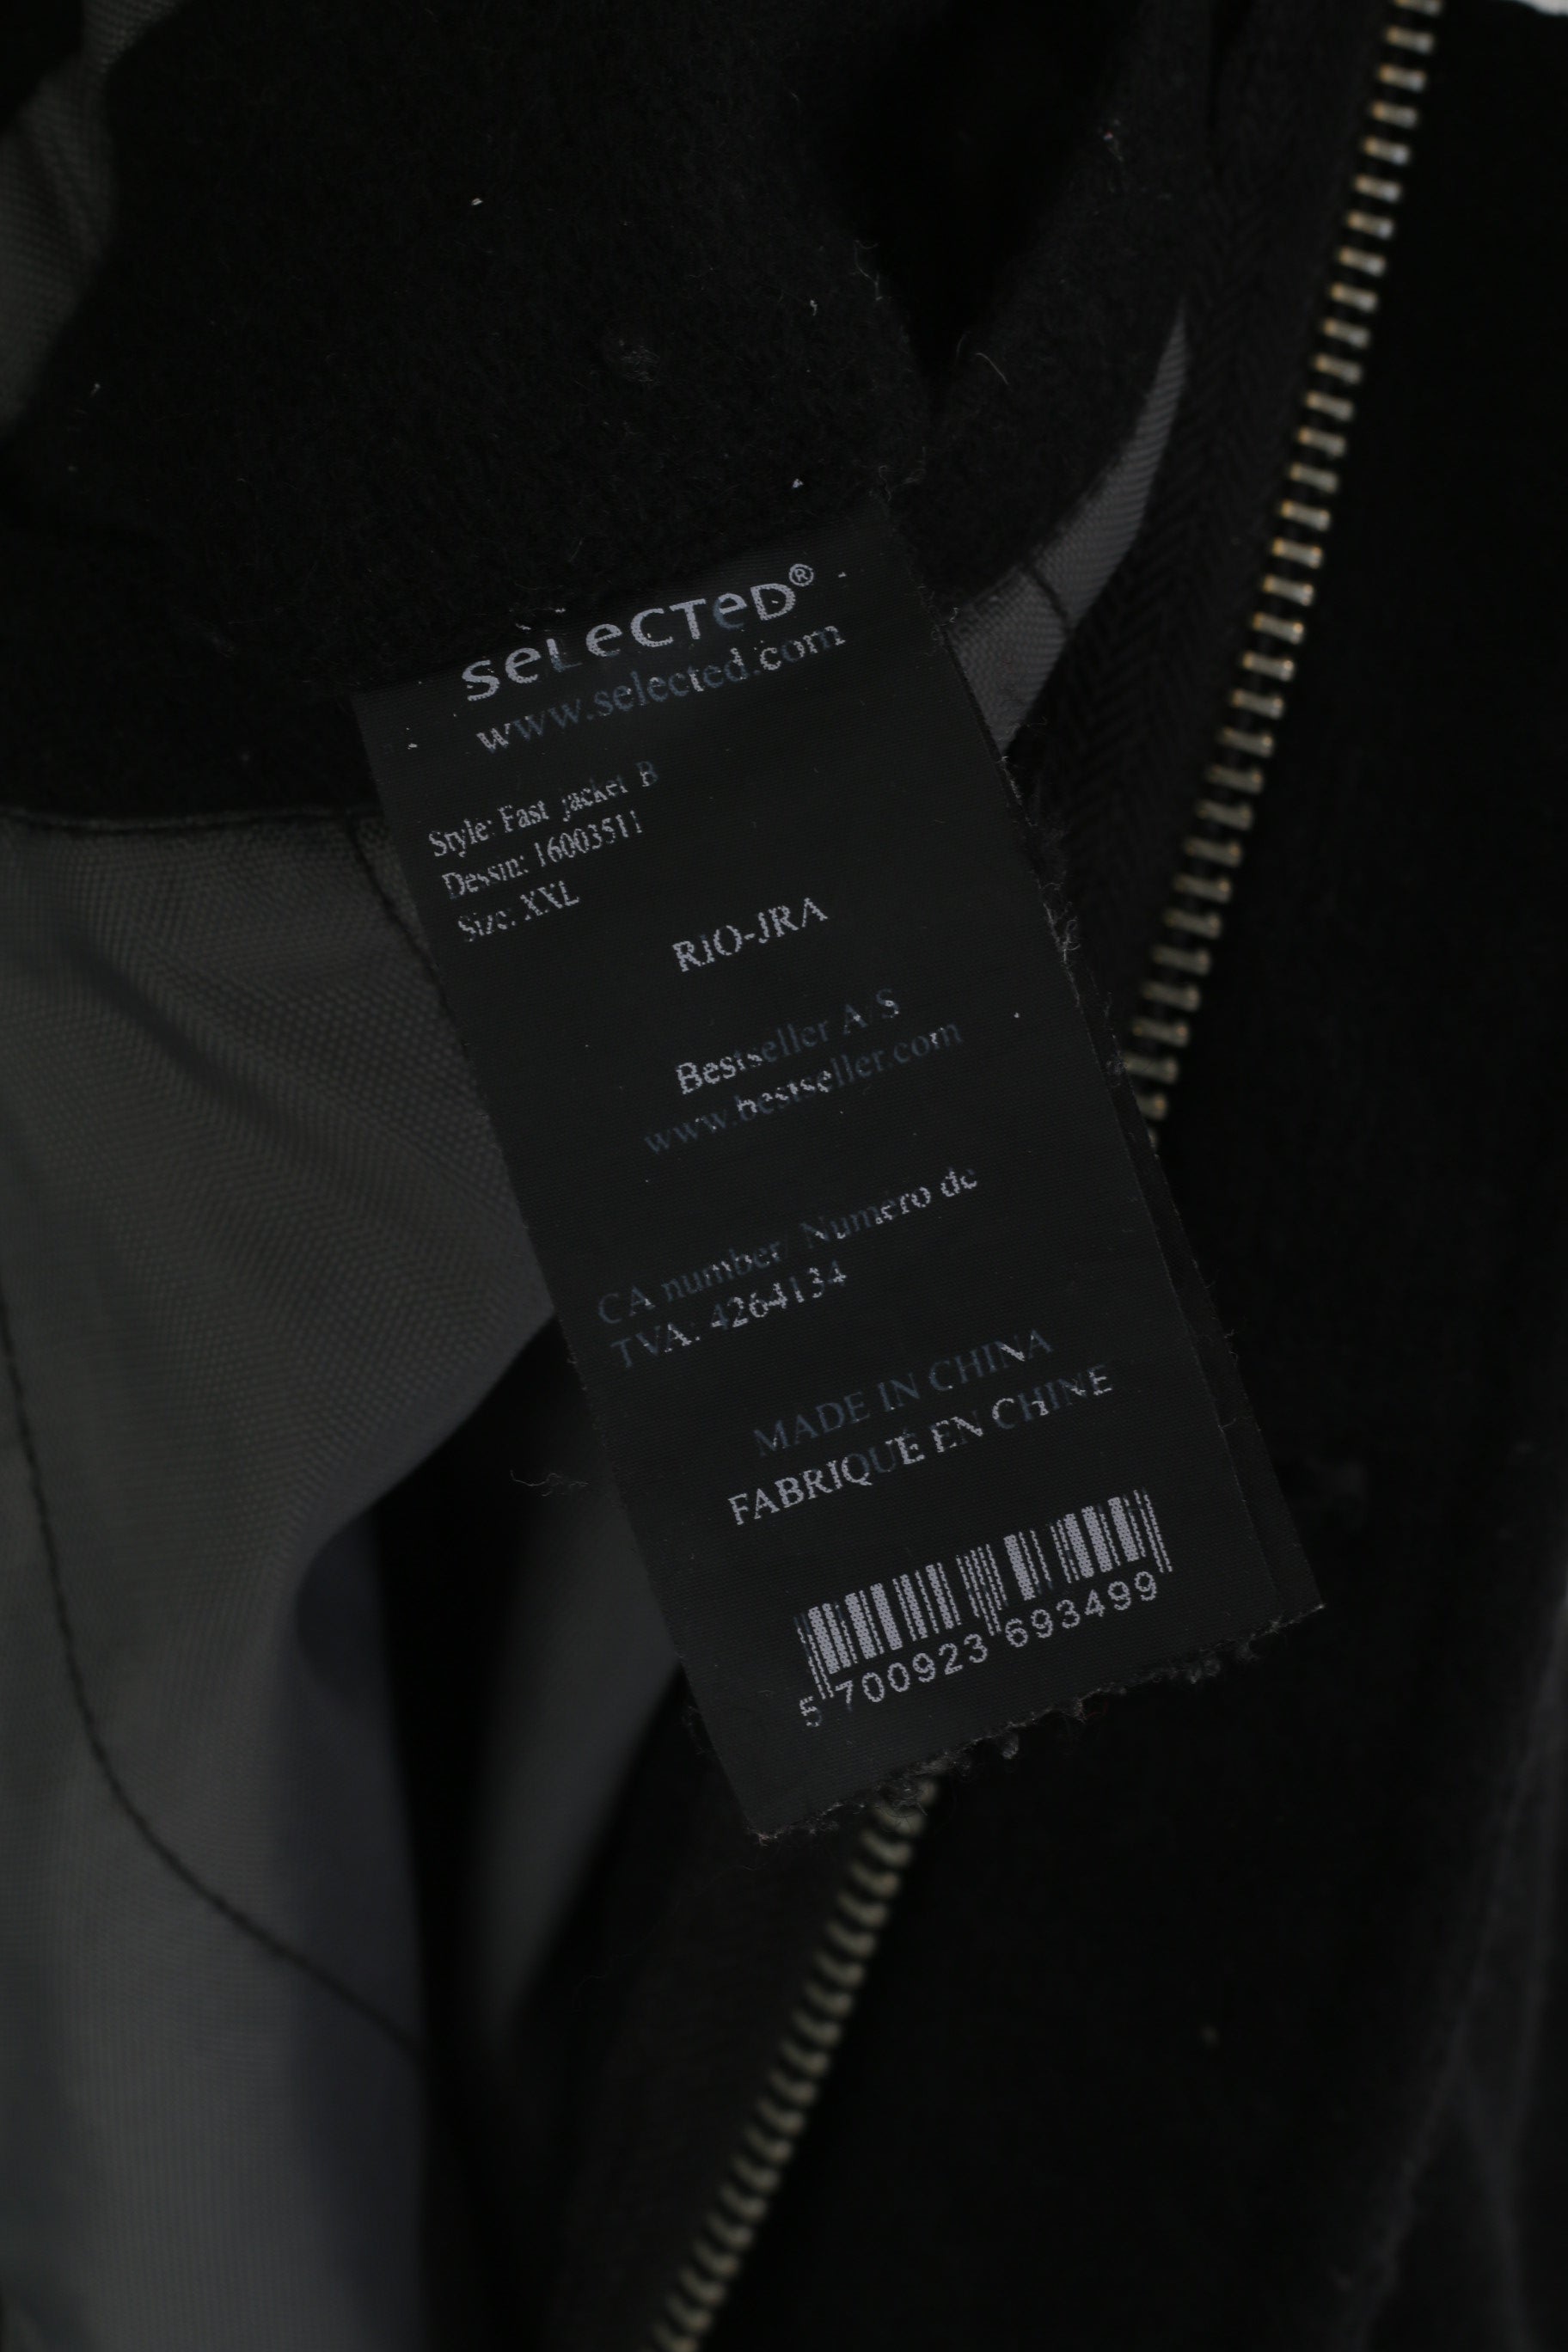 SELECTED®
www.selected.com
Style: Fast jacket B
Dessin: 16003511
Size: XXL
RIO-JRA
Bestseller A/S
www.bestseller.com
CA number/ Numero de
TVA: 4264134
MADE IN CHINA
FABRIQUÉ EN CHINE
5 700923 693499